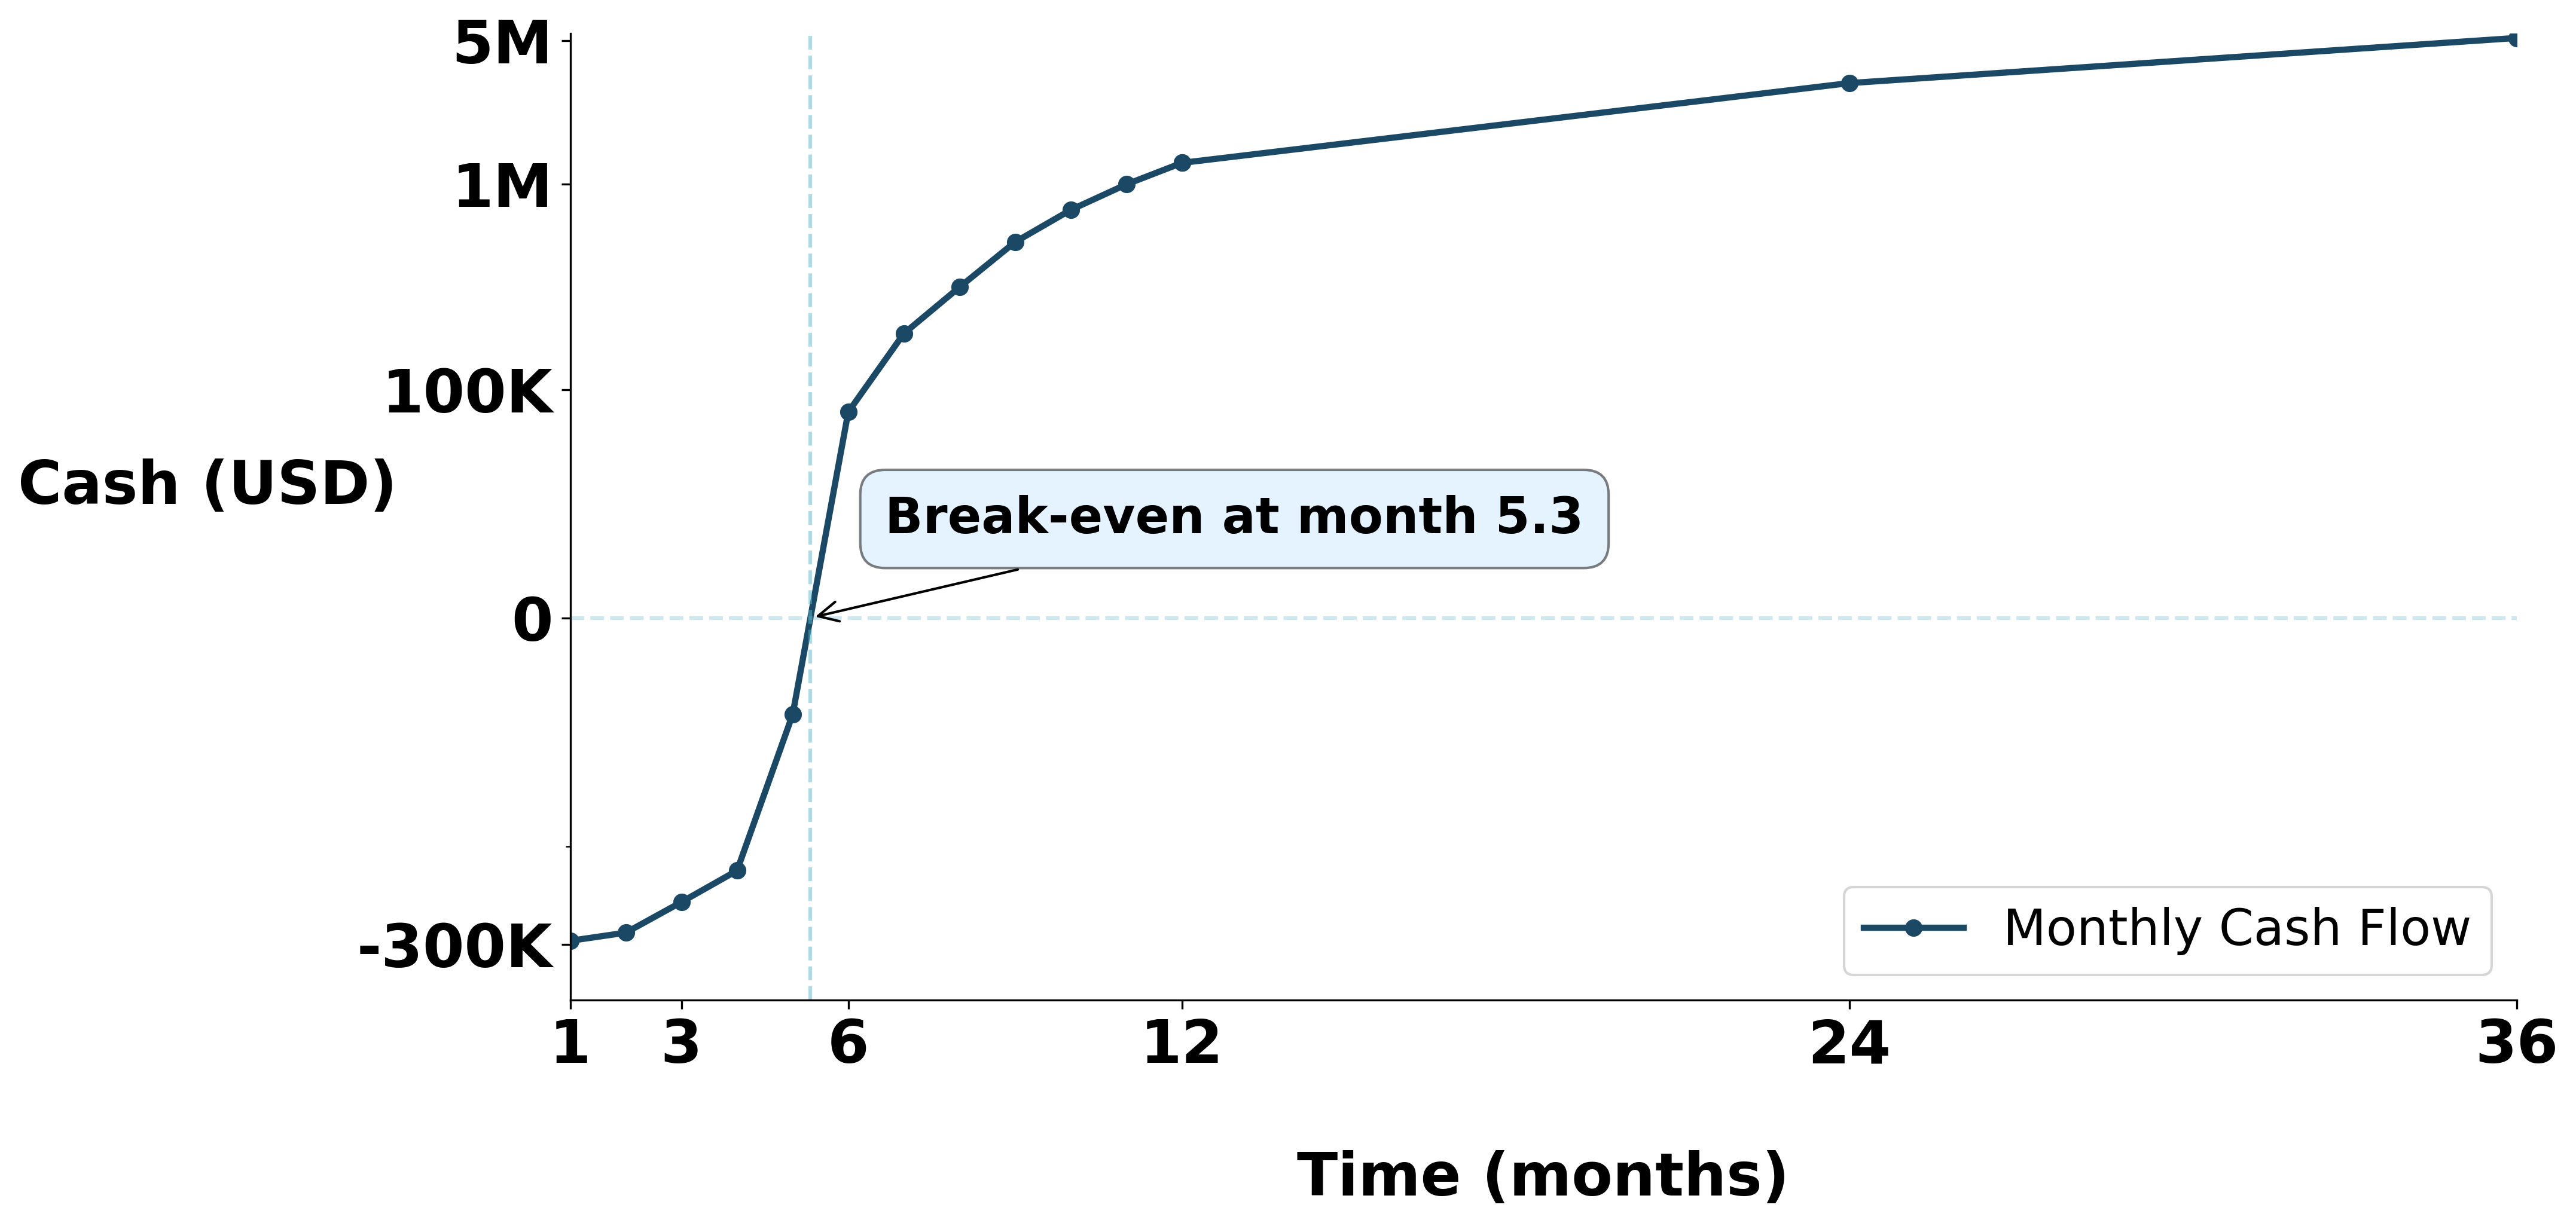 5M
1M
100K
Cash (USD)
Break-even at month 5.3
0
-300K
Monthly Cash Flow
1 3 6 12 24 36
Time (months)